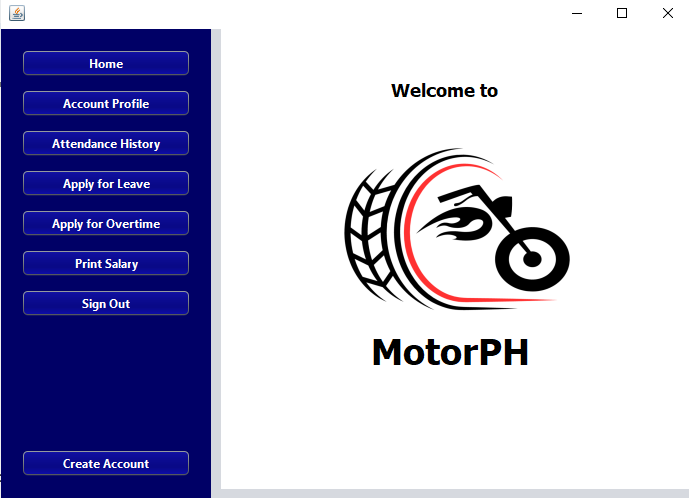 Home
Account Profile
Attendance History
Apply for Leave
Apply for Overtime
Print Salary
Sign Out
Create Account
Welcome to
MotorPH